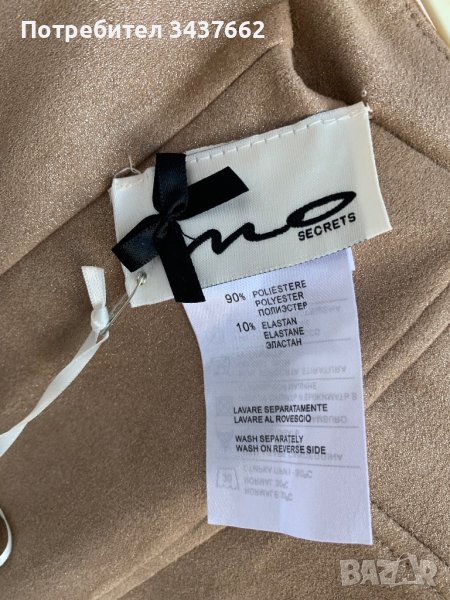 Потребител 3437662
mo
SECRETS
90% POLIESTERE
POLYESTER
ПОЛИЭСТЕР
10% ELASTAN
ELASTANE
ЭЛАСТАН
LAVARE SEPARATAMENTE
LAVARE AL ROVESCIO
WASH SEPARATELY
WASH ON REVERSE SIDE
BAZAR